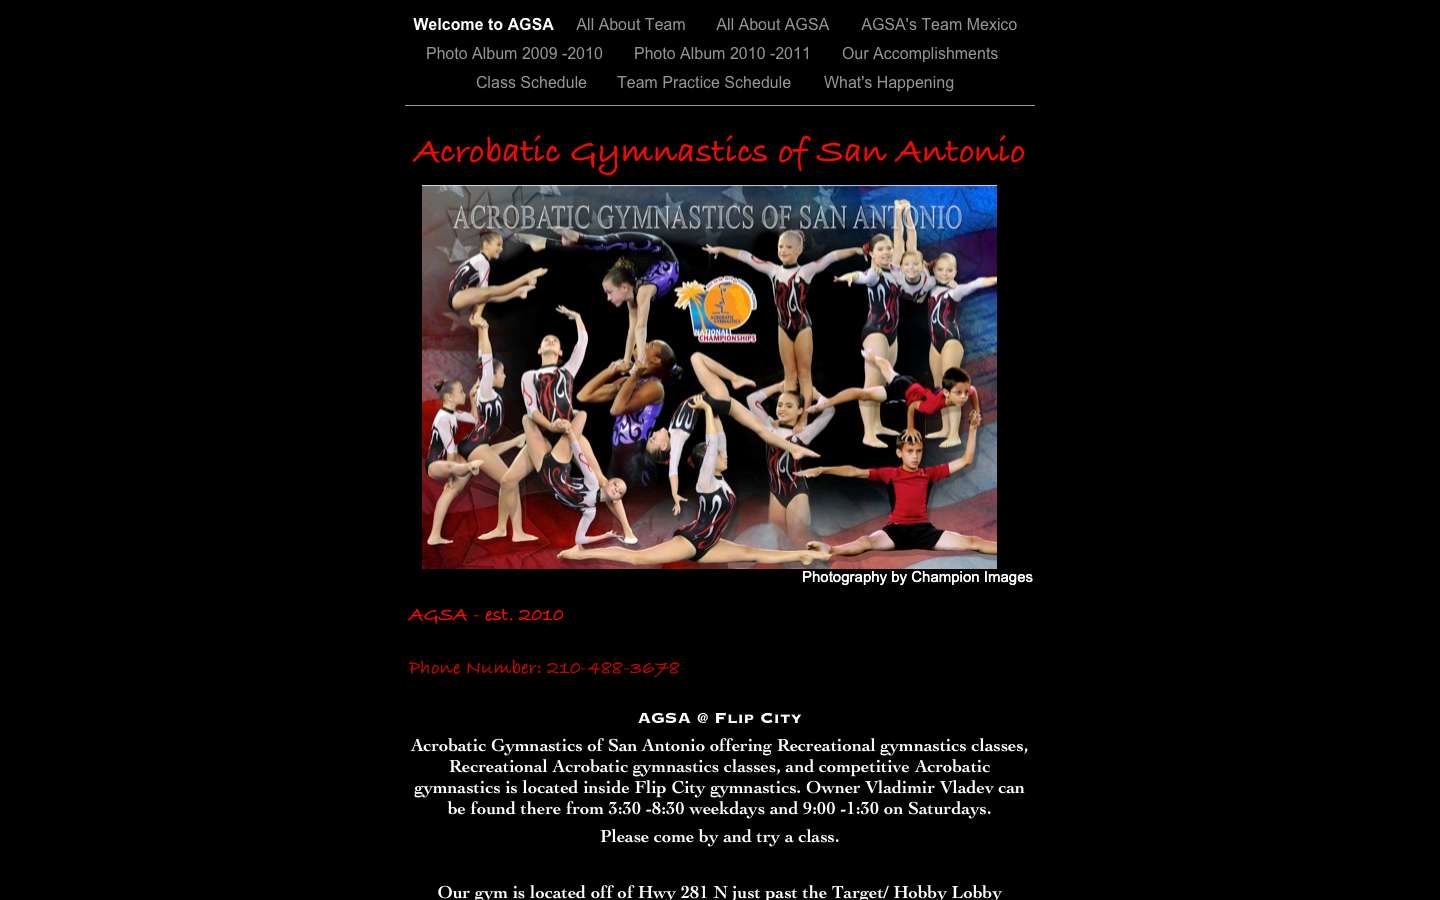 Welcome to AGSA All About Team All About AGSA AGSA's Team Mexico
Photo Album 2009 -2010 Photo Album 2010 -2011 Our Accomplishments
Class Schedule Team Practice Schedule What's Happening
Acrobatic Gymnastics of San Antonio
ACROBATIC GYMNASTICS OF SAN ANTONIO
ACROBATIC
GYMNASTICS
NATIONAL
CHAMPIONSHIPS
Photography by Champion Images
AGSA - est. 2010
Phone Number: 210-488-3678
AGSA @ Flip City
Acrobatic Gymnastics of San Antonio offering Recreational gymnastics classes,
Recreational Acrobatic gymnastics classes, and competitive Acrobatic
gymnastics is located inside Flip City gymnastics. Owner Vladimir Vladev can
be found there from 3:30 -8:30 weekdays and 9:00 -1:30 on Saturdays.
Please come by and try a class.
Our gym is located off of Hwy 281 N just past the Target/ Hobby Lobby